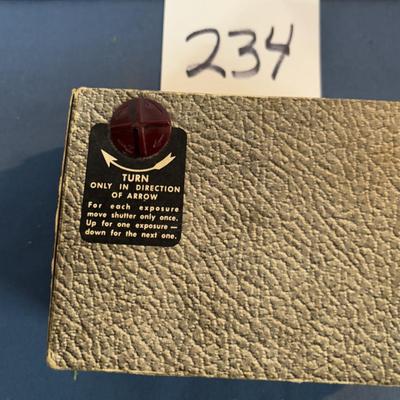 234
TURN
ONLY IN DIRECTION
OF ARROW
For each exposure
move shutter only once.
Up for one exposure —
down for the next one.